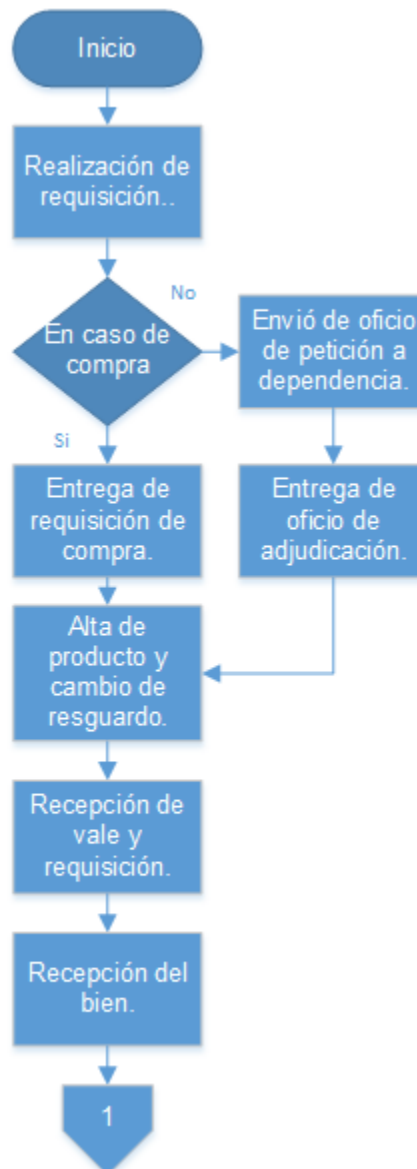 Inicio
Realización de
requisición..
En caso de
compra
No
Envió de oficio
de petición a
dependencia.
Si
Entrega de
requisición de
compra.
Entrega de
oficio de
adjudicación.
Alta de
producto y
cambio de
resguardo.
Recepción de
vale y
requisición.
Recepción del
bien.
1